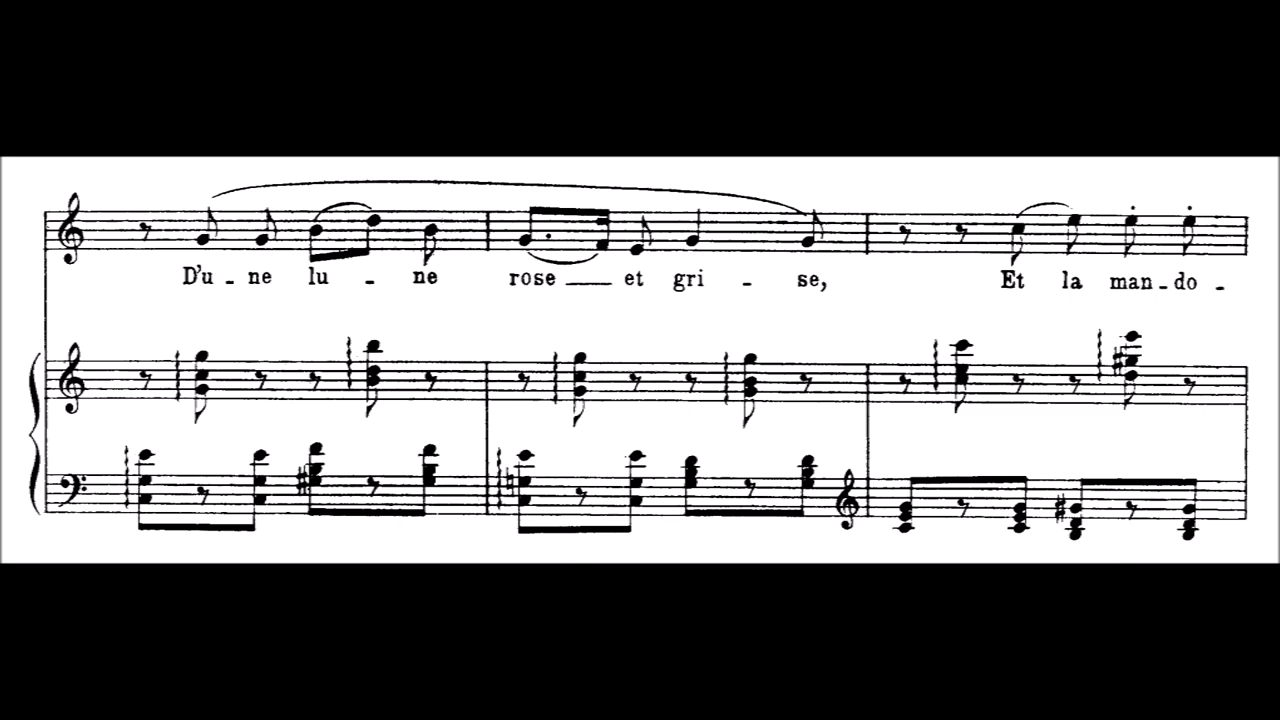 D'u - ne lu - ne rose et gri - se, Et la man - do -